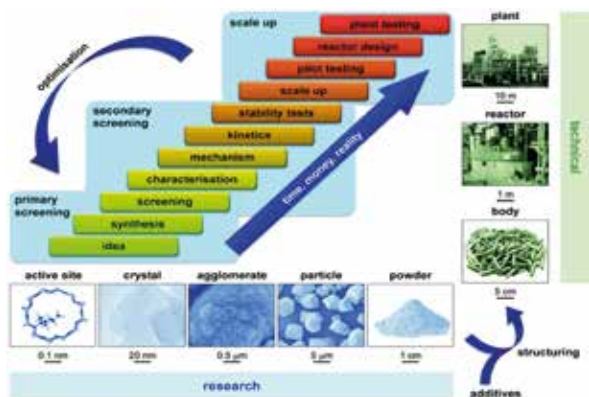 scale up
plant testing
reactor design
pilot testing
scale up
optimisation
secondary
screening
stability tests
kinetics
mechanism
characterisation
primary
screening
screening
synthesis
idea
time, money, reality
plant
10 m
reactor
1 m
body
5 cm
technical
active site
crystal
agglomerate
particle
powder
0.1 nm
20 nm
0.5 µm
5 µm
1 cm
structuring
additives
research